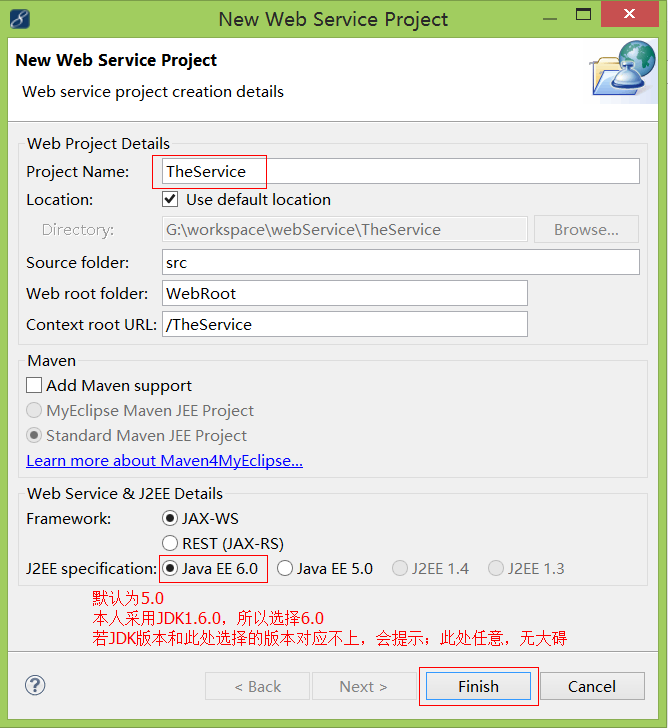 New Web Service Project
New Web Service Project
Web service project creation details
Web Project Details
Project Name: TheService
Location: Use default location
Directory: G:\workspace\webService\TheService Browse...
Source folder: src
Web root folder: WebRoot
Context root URL: /TheService
Maven
Add Maven support
MyEclipse Maven JEE Project
Standard Maven JEE Project
Learn more about Maven4MyEclipse...
Web Service & J2EE Details
Framework: JAX-WS
REST (JAX-RS)
J2EE specification: Java EE 6.0 Java EE 5.0 J2EE 1.4 J2EE 1.3
默认为5.0
本人采用JDK1.6.0，所以选择6.0
若JDK版本和此处选择的版本对应不上，会提示；此处任意，无大碍
? < Back Next > Finish Cancel